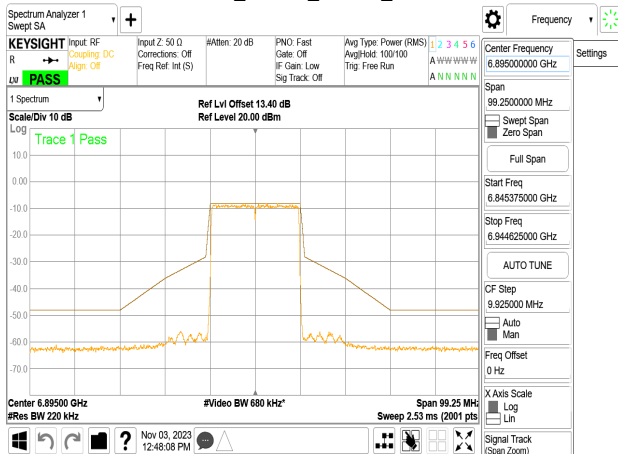 Spectrum Analyzer 1
Swept SA
Frequency
KEYSIGHT
R
LXI
PASS
Input: RF
Coupling: DC
Align: Off
Input Z: 50 Ω
Corrections: Off
Freq Ref: Int (S)
#Atten: 20 dB
PNO: Fast
Gate: Off
IF Gain: Low
Sig Track: Off
Avg Type: Power (RMS)
Avg|Hold: 100/100
Trig: Free Run
1 2 3 4 5 6
A W W W W W
A N N N N N
Center Frequency
6.895000000 GHz
Settings
Span
99.2500000 MHz
Swept Span
Zero Span
Full Span
Start Freq
6.845375000 GHz
Stop Freq
6.944625000 GHz
AUTO TUNE
CF Step
9.925000 MHz
Auto
Man
Freq Offset
0 Hz
X Axis Scale
Log
Lin
Signal Track
(Span Zoom)
1 Spectrum
Scale/Div 10 dB
Ref Lvl Offset 13.40 dB
Ref Level 20.00 dBm
Log
Trace 1 Pass
10.0
0.00
-10.0
-20.0
-30.0
-40.0
-50.0
-60.0
-70.0
Center 6.89500 GHz
#Video BW 680 kHz*
Span 99.25 MHz
#Res BW 220 kHz
Sweep 2.53 ms (2001 pts
?
Nov 03, 2023
12:48:08 PM